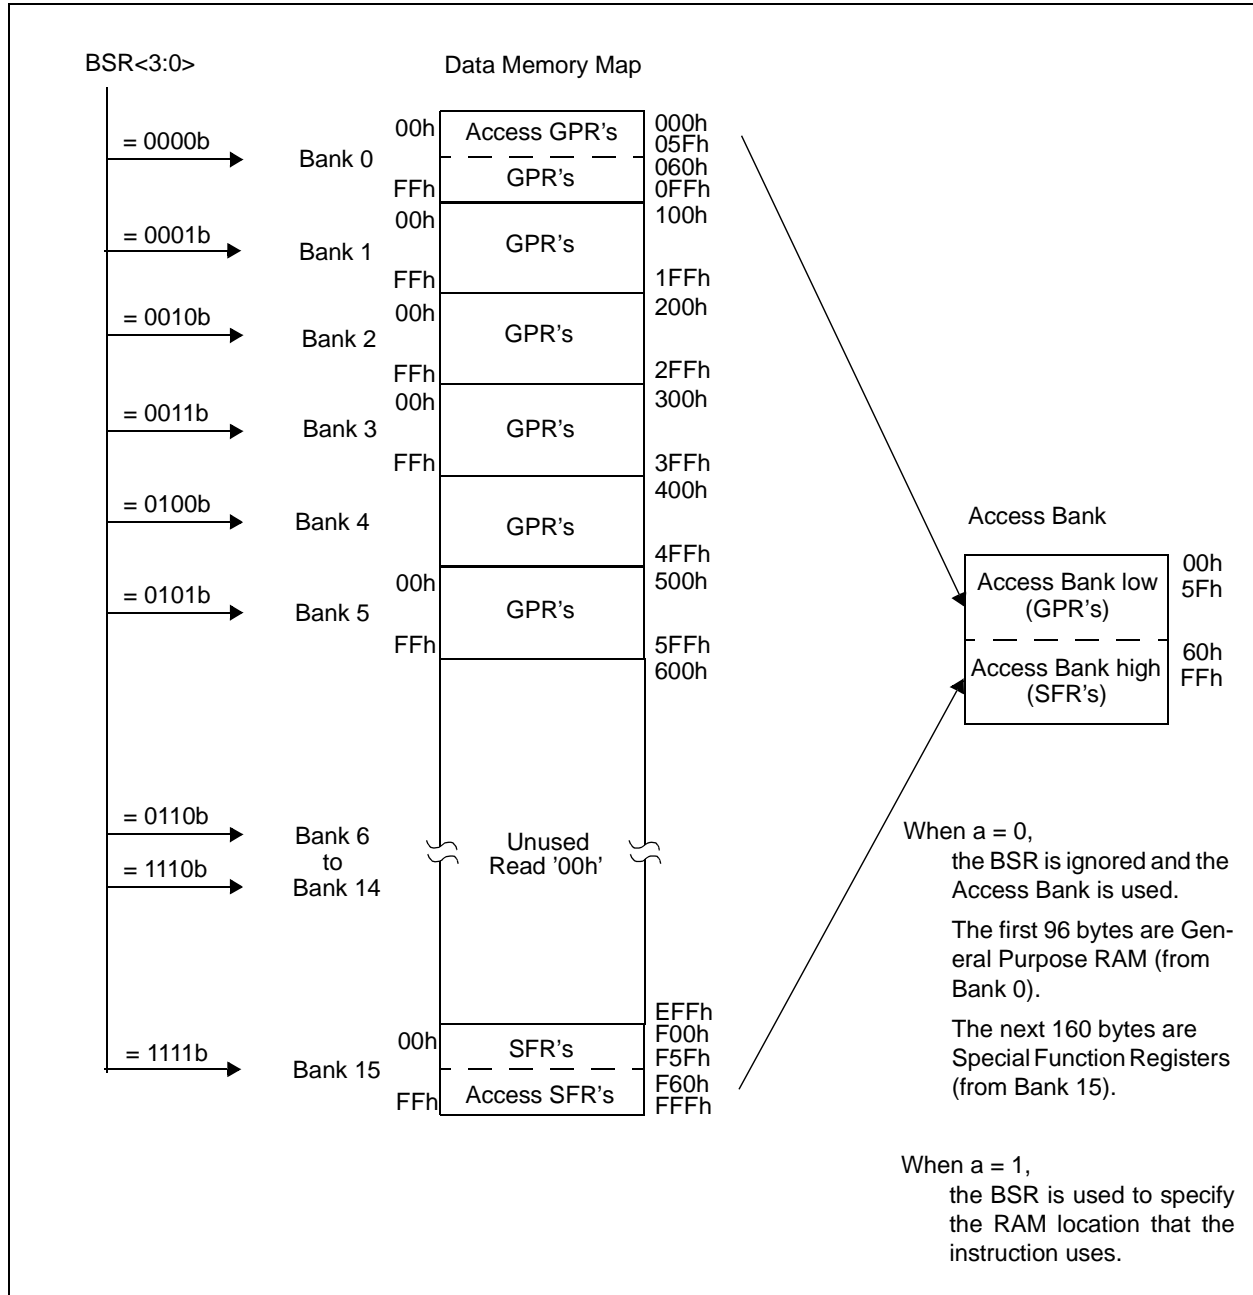 BSR<3:0>
Data Memory Map
= 0000b
Bank 0
00h
FFh
Access GPR's
GPR's
000h
05Fh
060h
0FFh
= 0001b
Bank 1
00h
FFh
GPR's
100h
1FFh
= 0010b
Bank 2
00h
FFh
GPR's
200h
2FFh
= 0011b
Bank 3
00h
FFh
GPR's
300h
3FFh
= 0100b
Bank 4
GPR's
400h
4FFh
= 0101b
Bank 5
00h
FFh
GPR's
500h
5FFh
600h
= 0110b
= 1110b
Bank 6
to
Bank 14
Unused
Read '00h'
EFFh
= 1111b
Bank 15
00h
FFh
SFR's
Access SFR's
F00h
F5Fh
F60h
FFFh
Access Bank
Access Bank low
(GPR's)
00h
5Fh
Access Bank high
(SFR's)
60h
FFh
When a = 0,
the BSR is ignored and the
Access Bank is used.
The first 96 bytes are Gen-
eral Purpose RAM (from
Bank 0).
The next 160 bytes are
Special Function Registers
(from Bank 15).
When a = 1,
the BSR is used to specify
the RAM location that the
instruction uses.